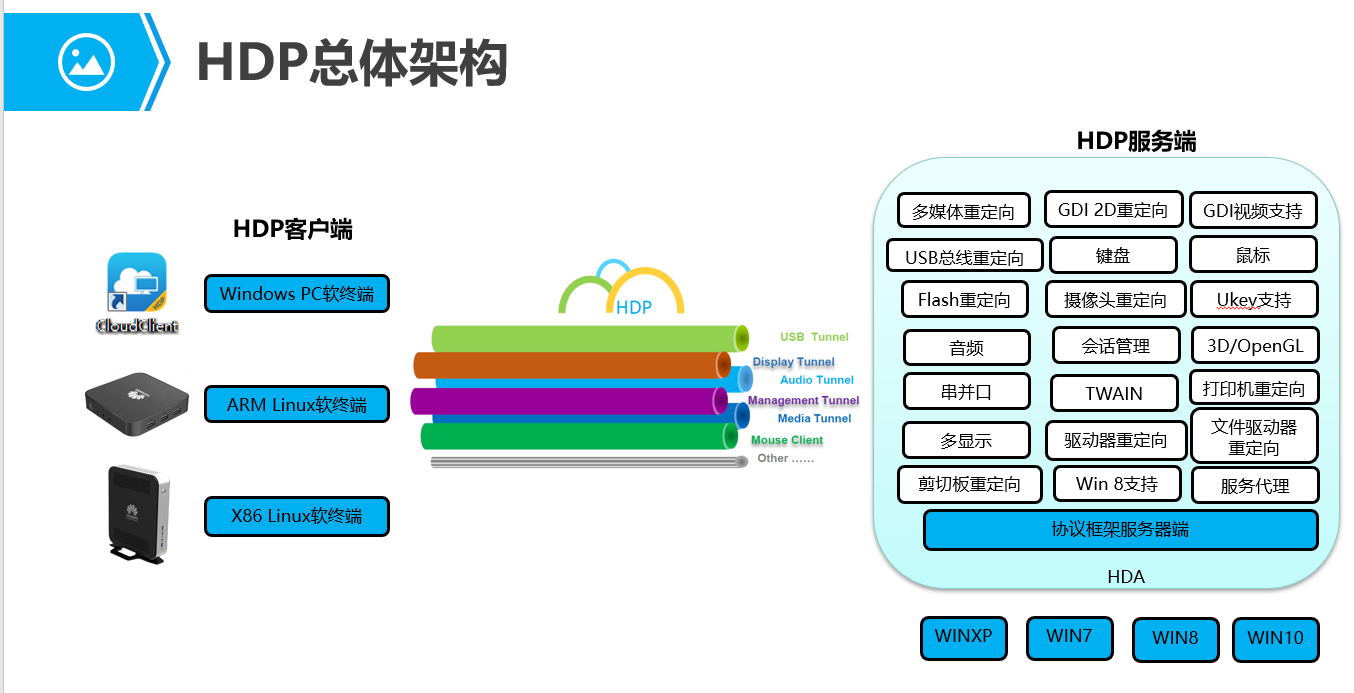 HDP总体架构
HDP客户端
CloudClient
HDP
Windows PC软终端
ARM Linux软终端
X86 Linux软终端
HDP
USB Tunnel
Display Tunnel
Audio Tunnel
Management Tunnel
Media Tunnel
Mouse Client
Other ……
HDP服务端
多媒体重定向 GDI 2D重定向 GDI视频支持
USB总线重定向 键盘 鼠标
Flash重定向 摄像头重定向 Ukey支持
音频 会话管理 3D/OpenGL
串并口 TWAIN 打印机重定向
多显示 驱动器重定向 文件驱动器
重定向
剪切板重定向 Win 8支持 服务代理
协议框架服务器端
HDA
WINXP WIN7 WIN8 WIN10